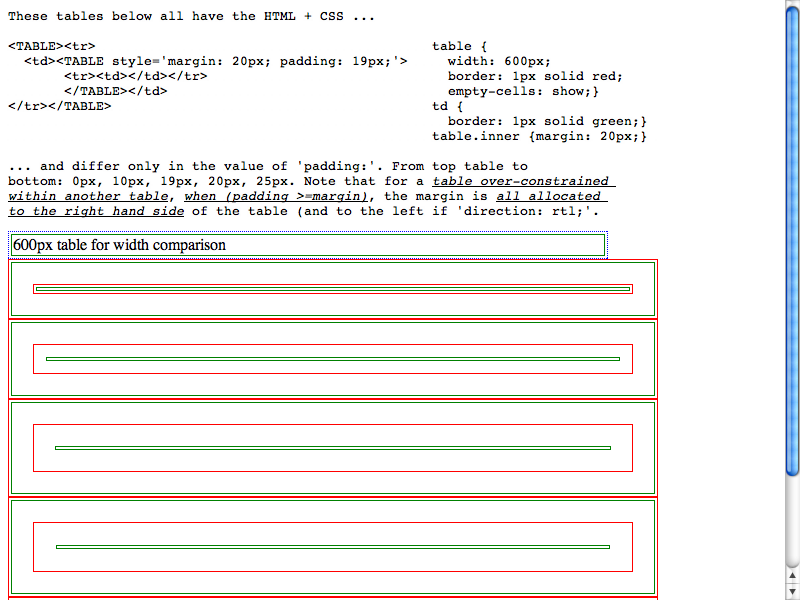 These tables below all have the HTML + CSS ...
<TABLE><tr> table {
<td><TABLE style='margin: 20px; padding: 19px;'> width: 600px;
<tr><td></td></tr> border: 1px solid red;
</TABLE></td> empty-cells: show;}
</tr></TABLE> td {
border: 1px solid green;}
table.inner {margin: 20px;}
... and differ only in the value of 'padding:'. From top table to
bottom: 0px, 10px, 19px, 20px, 25px. Note that for a table over-constrained
within another table, when (padding >=margin), the margin is all allocated
to the right hand side of the table (and to the left if 'direction: rtl;'.
600px table for width comparison